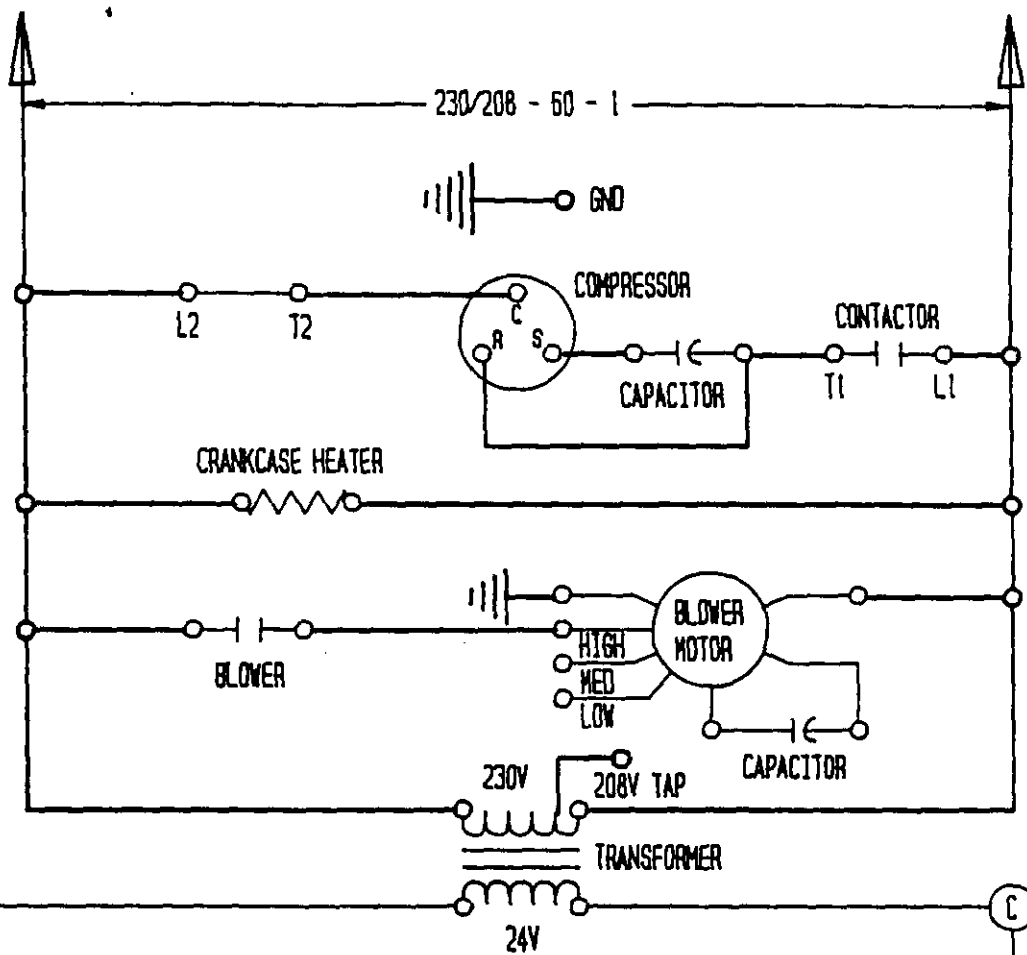 230/208 - 60 - 1
GND
COMPRESSOR
C
R S
L2 T2
CONTACTOR
CAPACITOR
T1 L1
CRANKCASE HEATER
BLOWER
MOTOR
HIGH
MED
LOW
BLOWER
CAPACITOR
230V
208V TAP
TRANSFORMER
24V
C